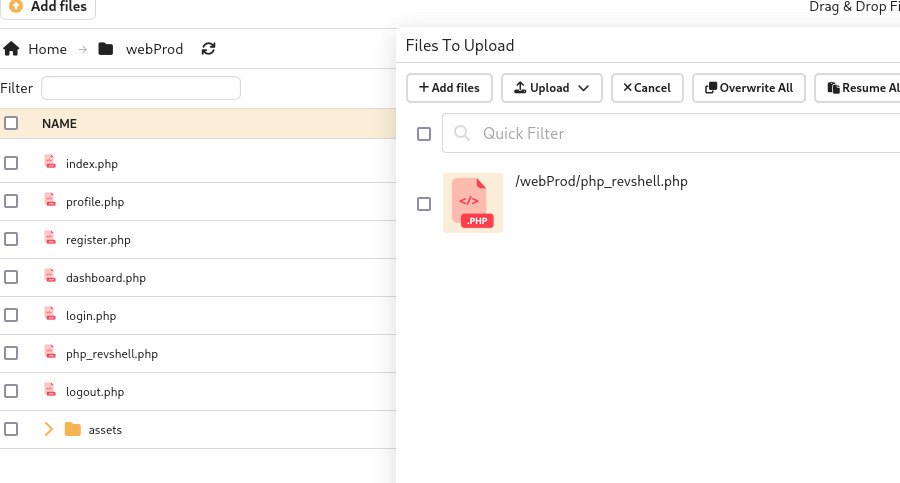 Add files
Drag & Drop Fi
Home
webProd
Filter
NAME
index.php
profile.php
register.php
dashboard.php
login.php
php_revshell.php
logout.php
assets
Files To Upload
+Add files
Upload
×Cancel
Overwrite All
Resume Al
Quick Filter
/webProd/php_revshell.php
</>
.PHP